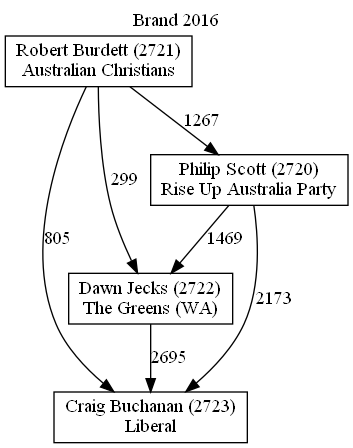 Brand 2016
Robert Burdett (2721)
Australian Christians
1267
Philip Scott (2720)
Rise Up Australia Party
299
805
1469
2173
Dawn Jecks (2722)
The Greens (WA)
2695
Craig Buchanan (2723)
Liberal